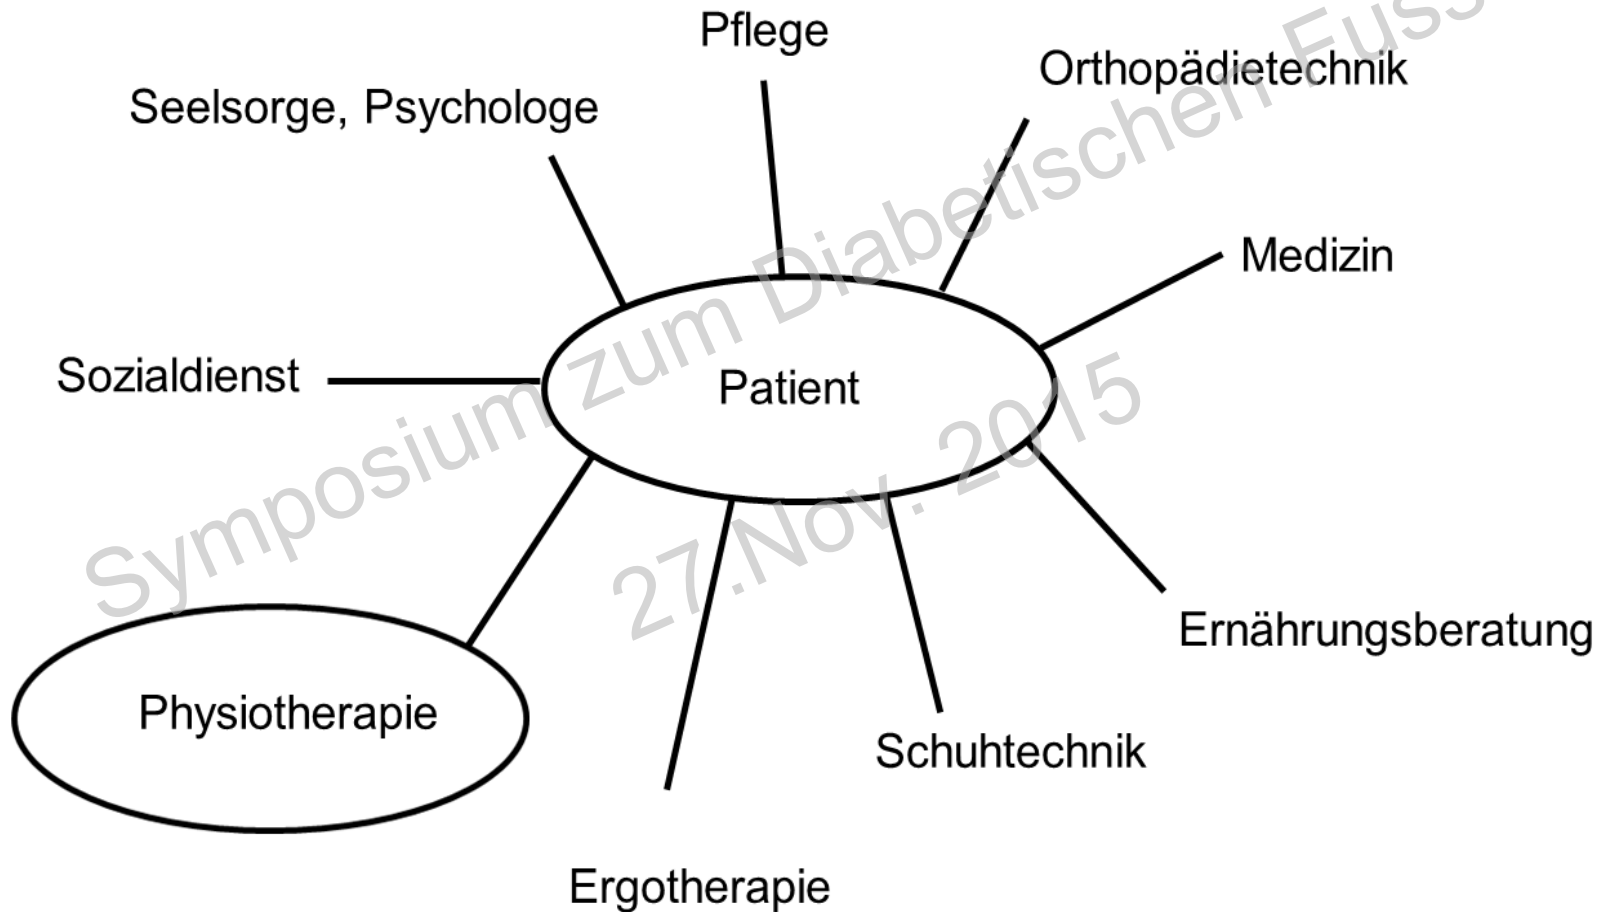 Pflege
Orthopädietechnik
Seelsorge, Psychologe
Medizin
Sozialdienst
Patient
Ernährungsberatung
Physiotherapie
Schuhtechnik
Ergotherapie
Symposium zum Diabetischen Fuss
27.Nov. 2015